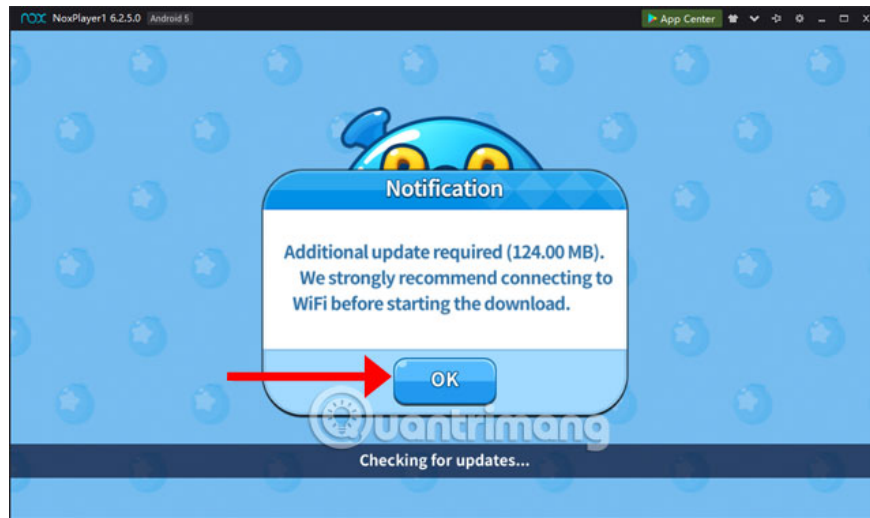 nox NoxPlayer1 6.2.5.0 Android 5 App Center
Notification
Additional update required (124.00 MB).
We strongly recommend connecting to
WiFi before starting the download.
OK
Quantrimang
Checking for updates...